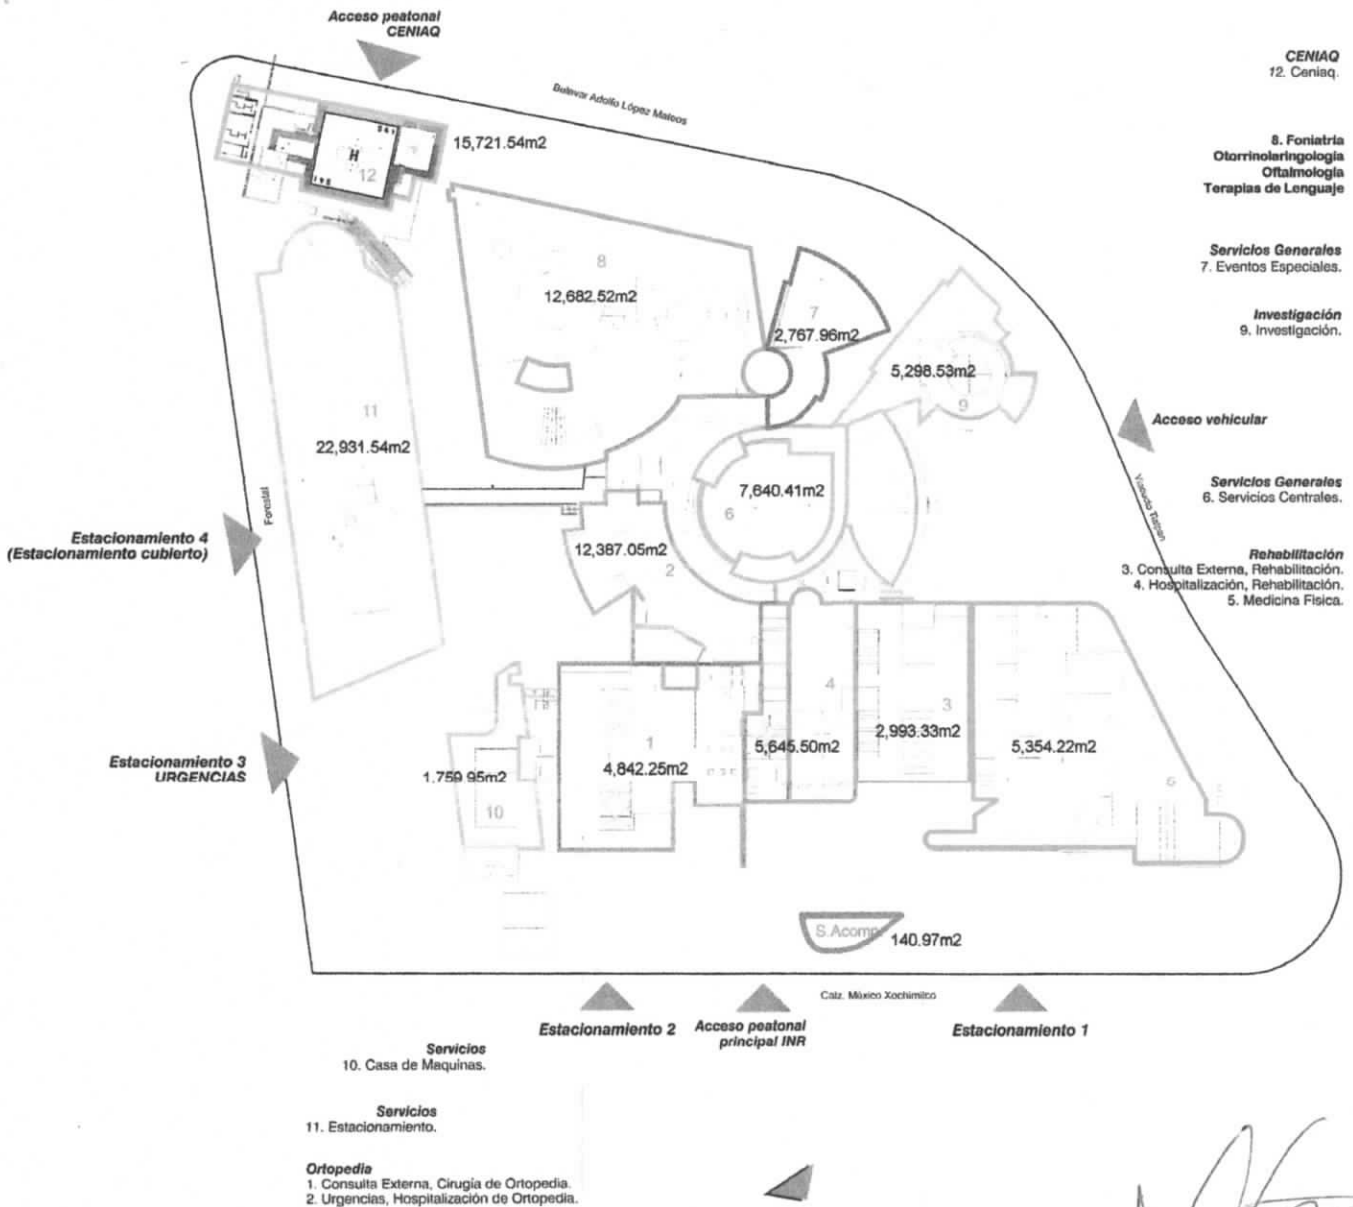 Acceso peatonal
CENIAQ
Bulevar Adolfo López Mateos
CENIAQ
12. Ceniaq.
15,721.54m2
H
12
8. Foniatria
Otorrinolaringologia
Oftalmologia
Terapias de Lenguaje
8
12,682.52m2
Servicios Generales
7. Eventos Especiales.
7
2,767.96m2
Investigación
9. Investigación.
5,298.53m2
9
11
22,931.54m2
Acceso vehicular
Forestal
7,640.41m2
6
Servicios Generales
6. Servicios Centrales.
Estacionamiento 4
(Estacionamiento cubierto)
12,387.05m2
2
Rehabilitación
3. Consulta Externa, Rehabilitación.
4. Hospitalización, Rehabilitación.
5. Medicina Fisica.
4
3
1
5,645.50m2
2,993.33m2
5,354.22m2
Estacionamiento 3
URGENCIAS
1,759.95m2
4,842.25m2
10
S.Acomp.
140.97m2
Calz. México Xochimilco
Estacionamiento 2
Acceso peatonal
principal INR
Estacionamiento 1
Servicios
10. Casa de Maquinas.
Servicios
11. Estacionamiento.
Ortopedia
1. Consulta Externa, Cirugía de Ortopedia.
2. Urgencias, Hospitalización de Ortopedia.